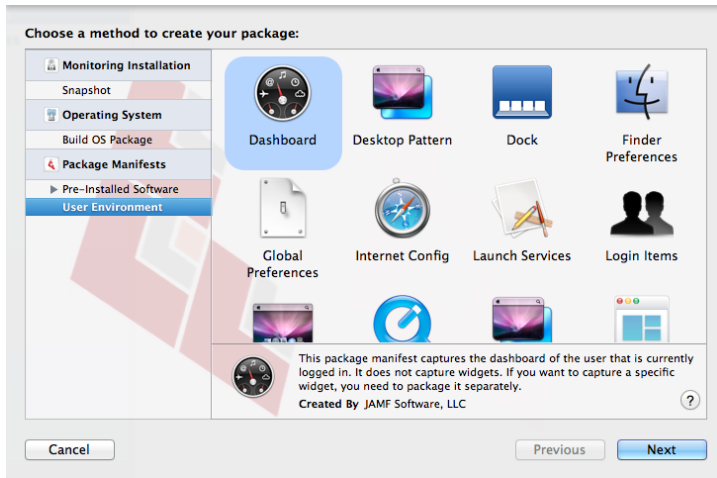 Choose a method to create your package:
Monitoring Installation
Snapshot
Operating System
Build OS Package
Package Manifests
Pre-Installed Software
User Environment
Dashboard
Desktop Pattern
Dock
Finder
Preferences
Global
Preferences
Internet Config
Launch Services
Login Items
This package manifest captures the dashboard of the user that is currently
logged in. It does not capture widgets. If you want to capture a specific
widget, you need to package it separately.
Created By JAMF Software, LLC
?
Cancel
Previous
Next